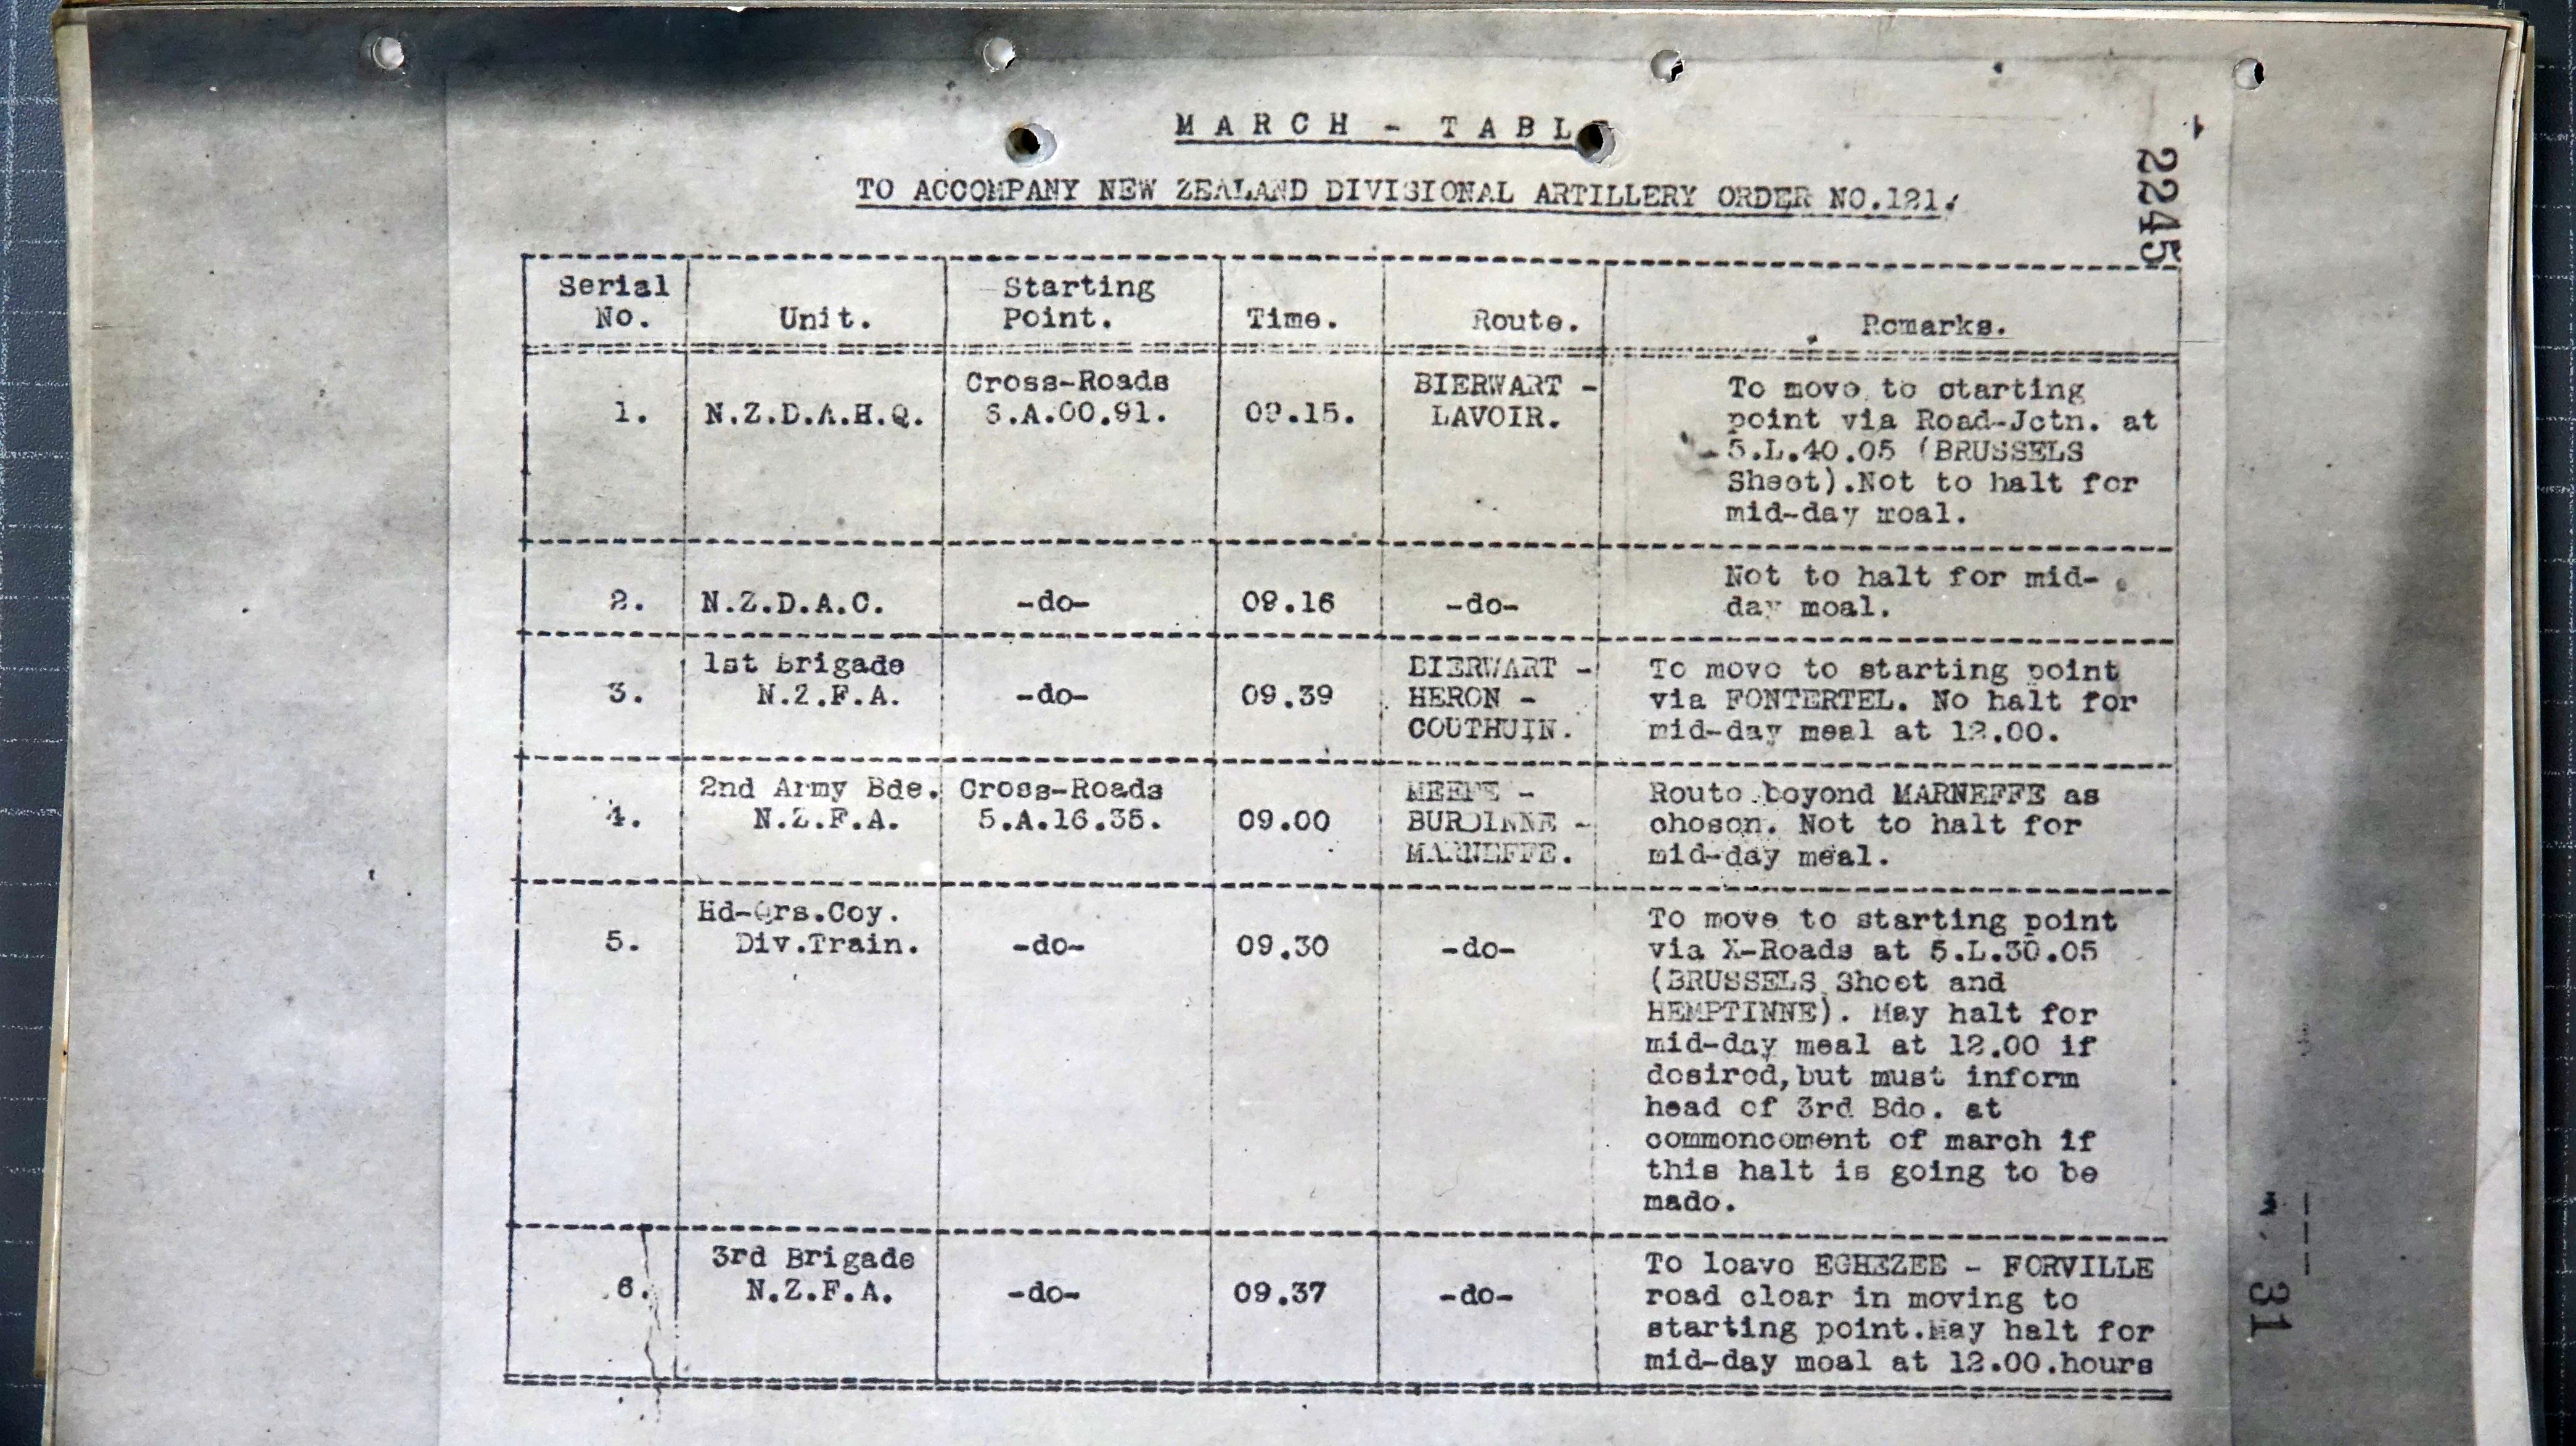 MARCH - TABLE
TO ACCOMPANY NEW ZEALAND DIVISIONAL ARTILLERY ORDER NO.121.
2245
Serial No. Unit. Starting Point. Time. Route. Remarks.
1. N.Z.D.A.H.Q. Cross-Roads 09.15. BIERWART -
LAVOIR.
To move to starting
point via Road-Jctn. at
5.L.40.05 (BRUSSELS
Sheet).Not to halt for
mid-day meal.
2. N.Z.D.A.C. -do- 09.16 -do-
Not to halt for mid-
day meal.
3. 1st Brigade
N.Z.F.A. -do- 09.39
BIERWART -
HERON -
COUTHUIN.
To move to starting point
via FONTERTEL. No halt for
mid-day meal at 12.00.
4. 2nd Army Bde.
N.Z.F.A.
Cross-Roads
5.A.16.35. 09.00
MEEFE -
BURDINNE -
MARNEFFE.
Route beyond MARNEFFE as
chosen. Not to halt for
mid-day meal.
5. Hd-Qrs.Coy.
Div.Train. -do- 09.30 -do-
To move to starting point
via X-Roads at 5.L.30.05
(BRUSSELS Sheet and
HEMPTINNE). May halt for
mid-day meal at 12.00 if
desired,but must inform
head of 3rd Bde. at
commencement of march if
this halt is going to be
made.
6. 3rd Brigade
N.Z.F.A. -do- 09.37 -do-
To leave EGHEZEE - FORVILLE
road clear in moving to
starting point.May halt for
mid-day meal at 12.00.hours
31